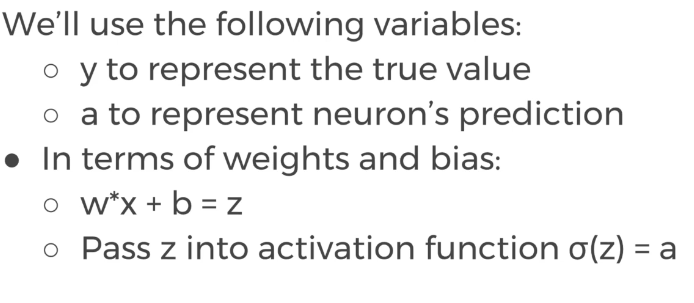 We'll use the following variables:
○ y to represent the true value
○ a to represent neuron's prediction
● In terms of weights and bias:
○ w*x + b = z
○ Pass z into activation function σ(z) = a